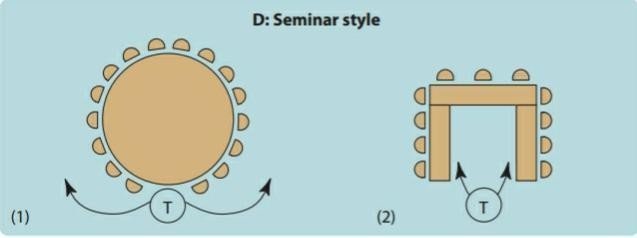 D: Seminar style
T
T
(1)
(2)